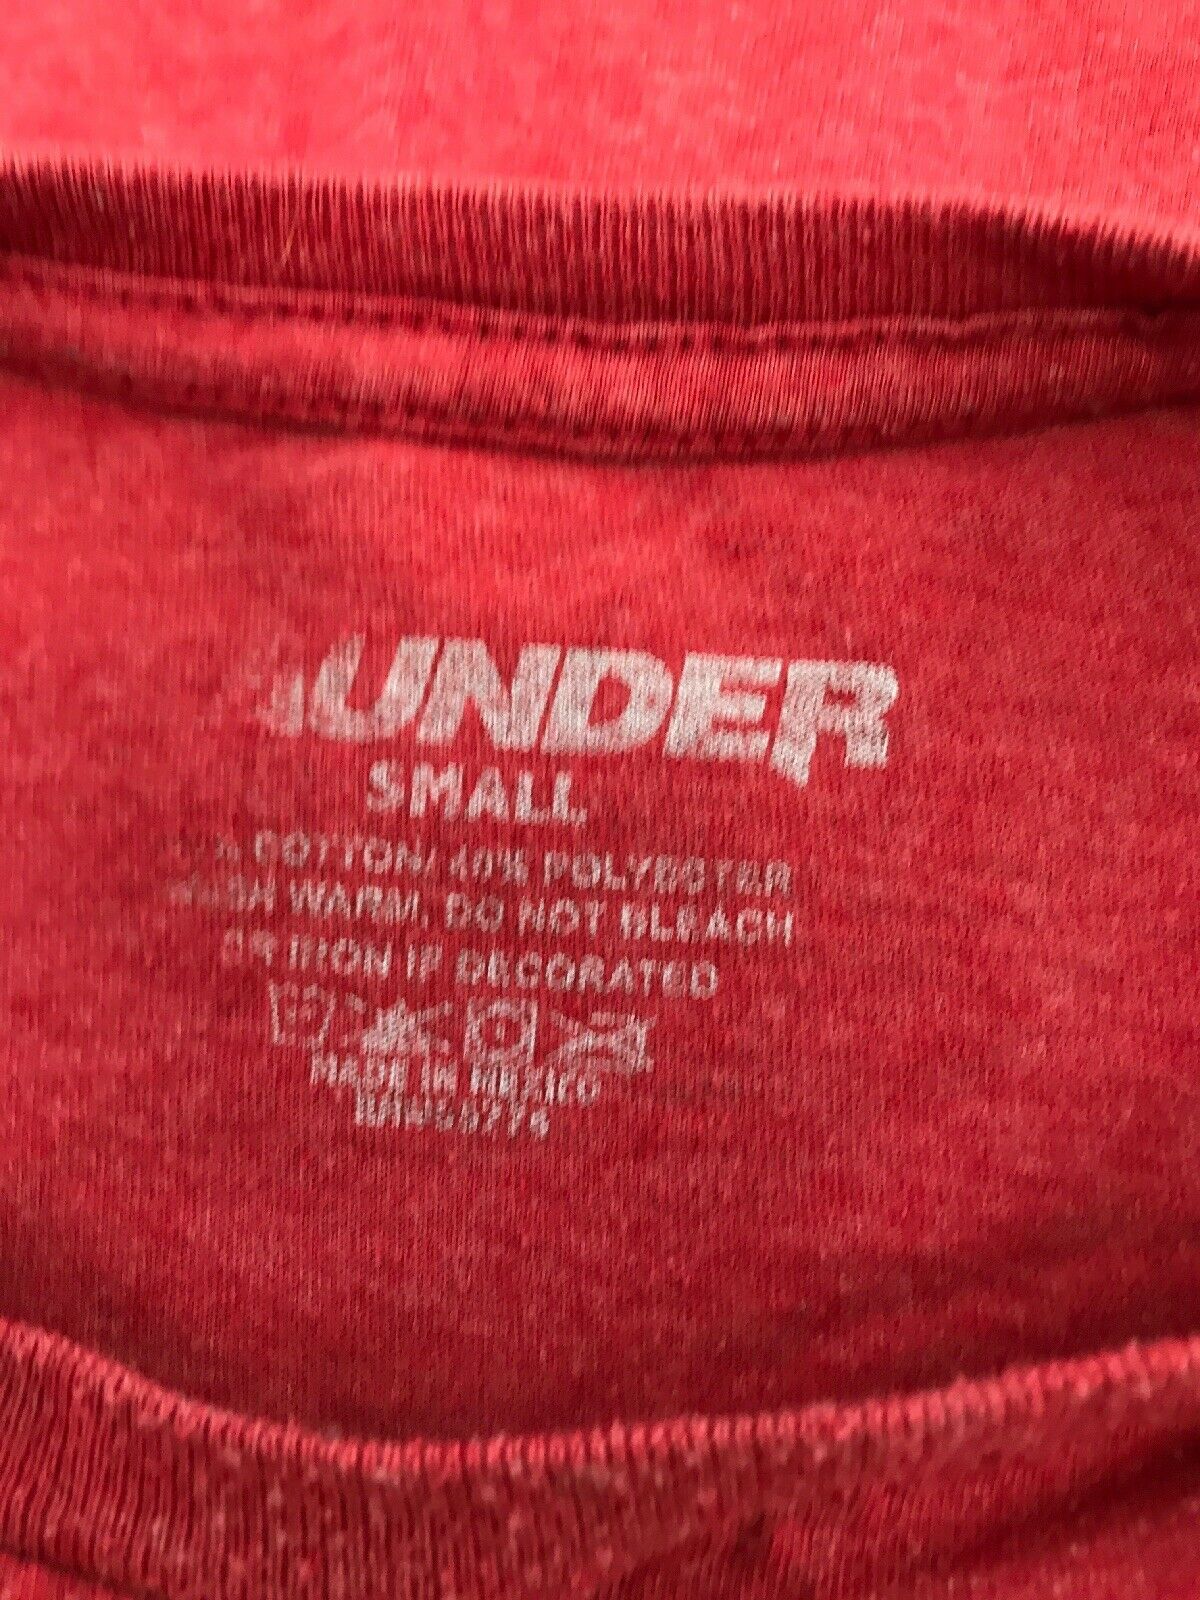 UNDER
SMALL
COTTON/ 40% POLYESTER
WASH WARM, DO NOT BLEACH
IRON IF DECORATED
MADE IN MEXICO